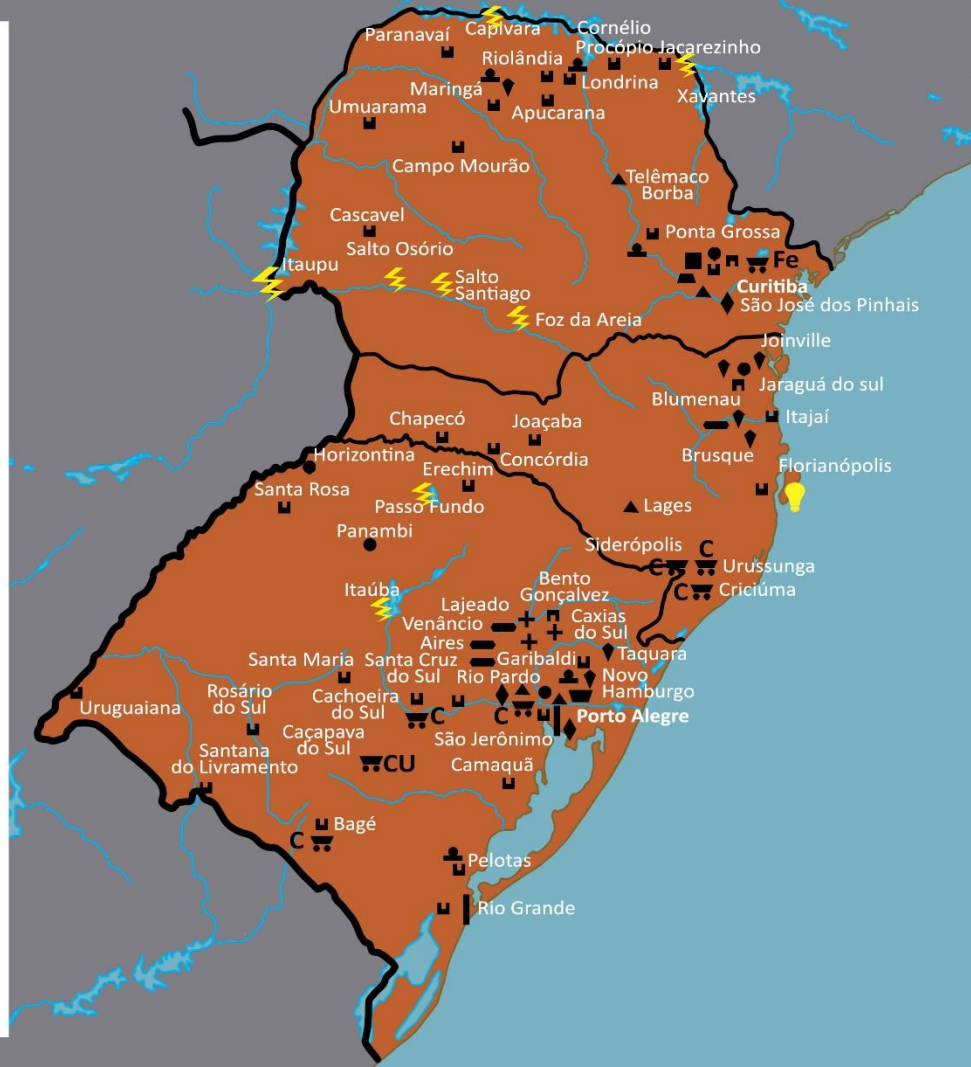 Paranavaí
Capivara
Cornélio
Procópio Jacarezinho
Riolândia
Londrina
Maringá
Apucarana
Xavantes
Umuarama
Campo Mourão
Telêmaco
Borba
Cascavel
Salto Osório
Ponta Grossa
Itaupu
Salto
Santiago
Fe
Curitiba
São José dos Pinhais
Foz da Areia
Joinville
Jaraguá do sul
Blumenau
Itajaí
Chapecó
Joaçaba
Concórdia
Brusque
Florianópolis
Horizontina
Erechim
Santa Rosa
Passo Fundo
Lages
Panambi
Siderópolis
C
C
Urussunga
C
Criciúma
Itaúba
Bento
Gonçalvez
Lajeado
Venâncio
Aires
Caxias
do Sul
Taquara
Santa Maria
Santa Cruz
do Sul
Garibaldi
Rio Pardo
Novo
Hamburgo
Uruguaiana
Rosário
do Sul
Cachoeira
do Sul
C
C
Porto Alegre
Caçapava
do Sul
São Jerônimo
CU
Santana
do Livramento
Camaquã
Bagé
C
Pelotas
Rio Grande